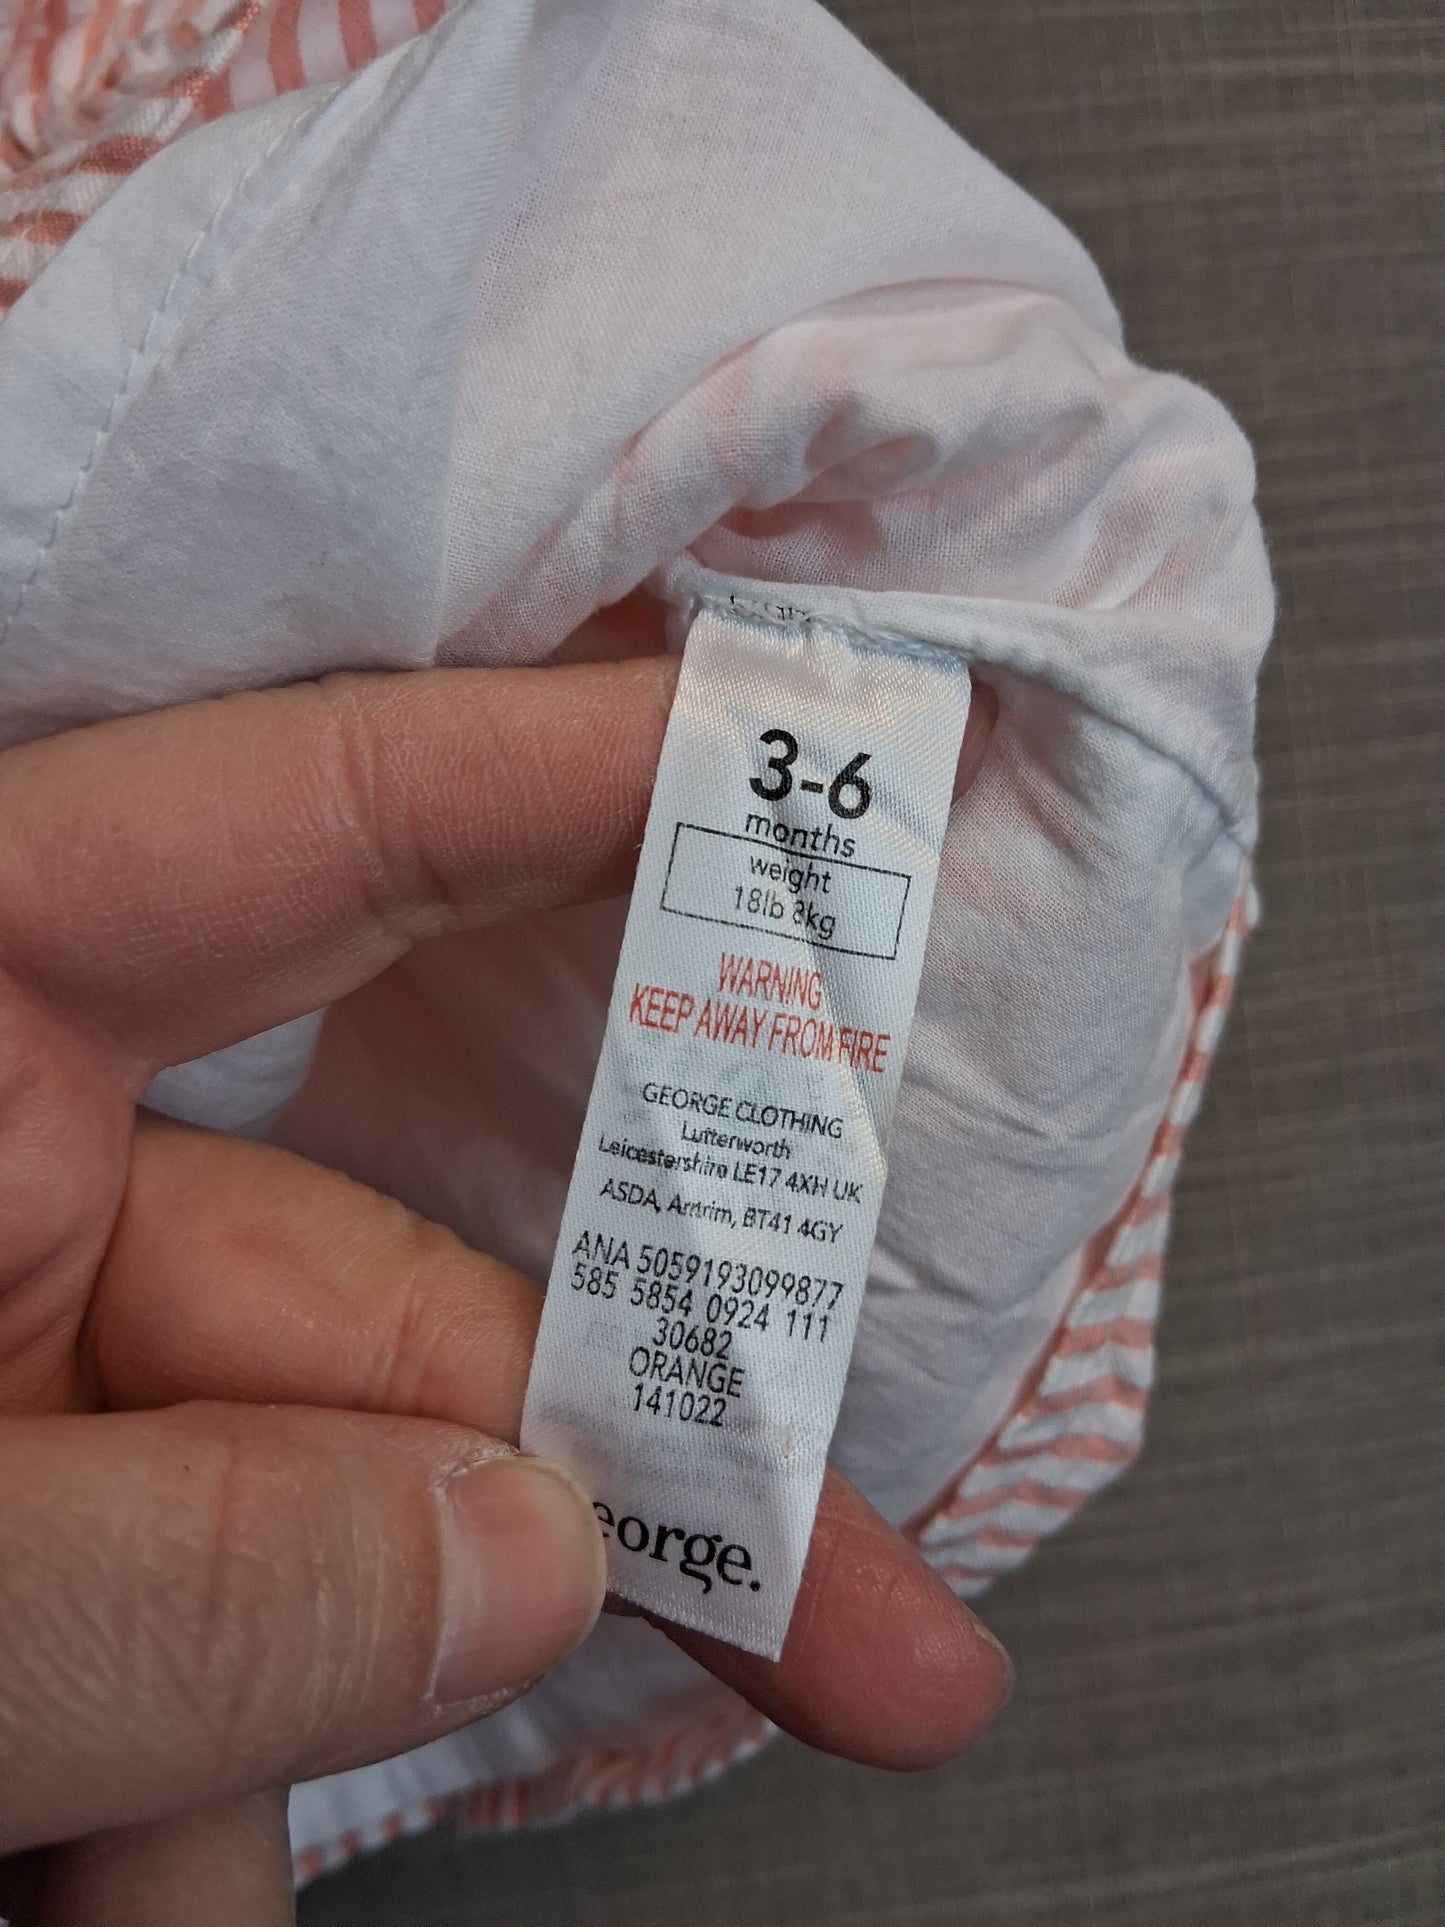 3-6
months
weight
18lb 8kg
WARNING
KEEP AWAY FROM FIRE
GEORGE CLOTHING
Lutterworth
Leicestershire LE17 4XH UK
ASDA, Antrim, BT41 4GY
ANA 5059193099877
585 5854 0924 111
30682
ORANGE
141022
eorge.